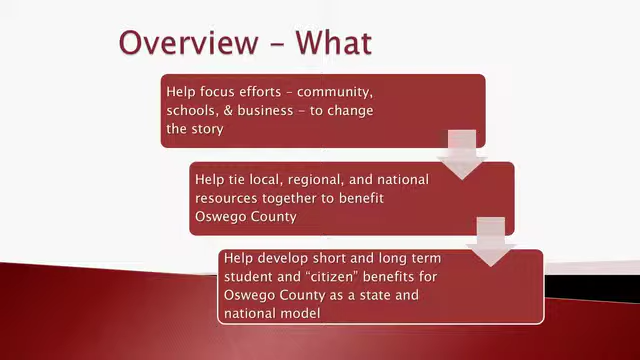 Overview – What
Help focus efforts – community,
schools, & business – to change
the story
Help tie local, regional, and national
resources together to benefit
Oswego County
Help develop short and long term
student and “citizen” benefits for
Oswego County as a state and
national model